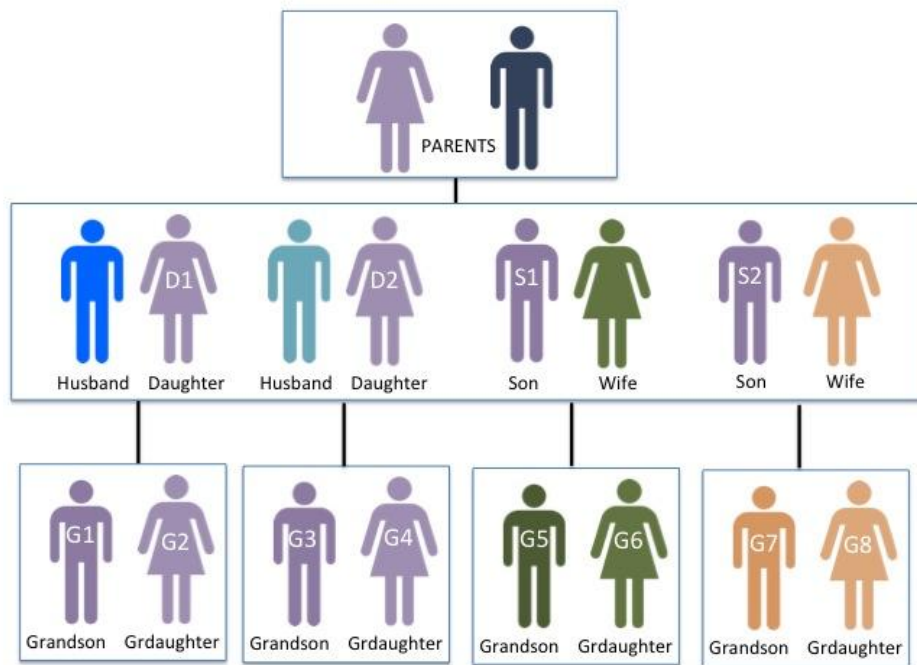 PARENTS
D1 D2 S1 S2
Husband Daughter Husband Daughter Son Wife Son Wife
G1 G2 G3 G4 G5 G6 G7 G8
Grandson Grdaughter Grandson Grdaughter Grandson Grdaughter Grandson Grdaughter